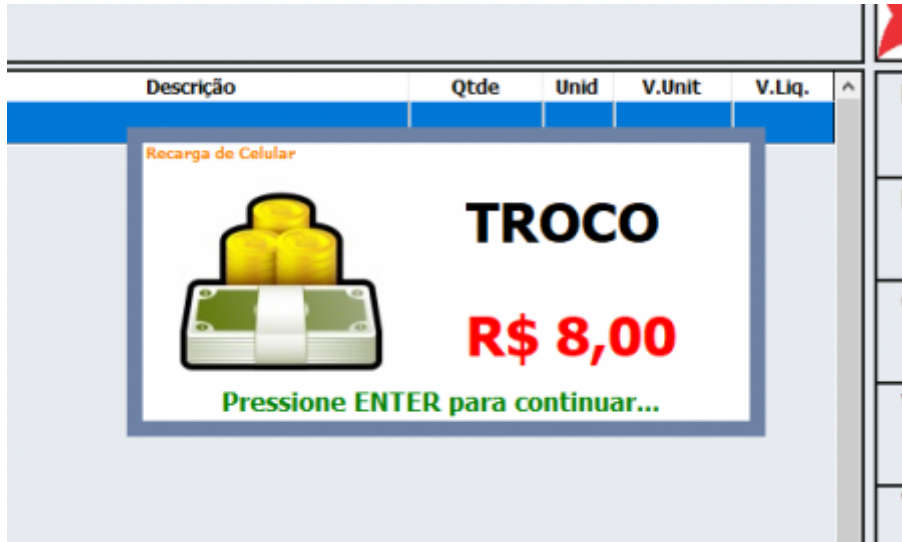 Descrição Qtde Unid V.Unit V.Liq.
Recarga de Celular
TROCO
R$ 8,00
Pressione ENTER para continuar...